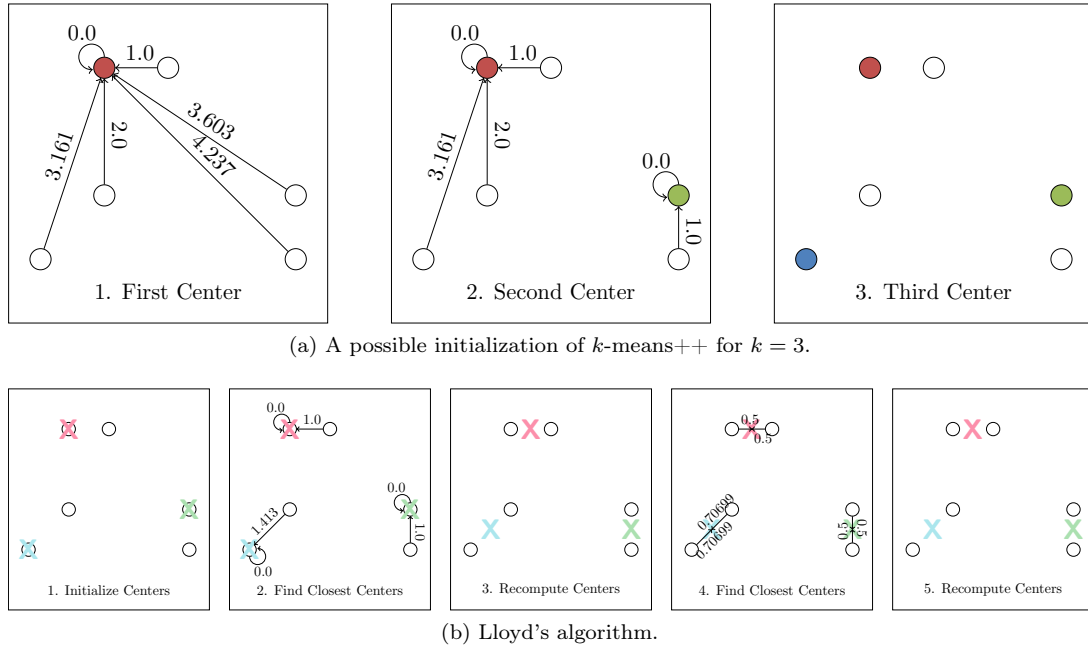 0.0
1.0
3.161
2.0
3.603
4.237
1. First Center
0.0
1.0
3.161
2.0
0.0
1.0
2. Second Center
3. Third Center
(a) A possible initialization of k-means++ for k = 3.
X
X
X
1. Initialize Centers
0.0
1.0
X
0.0
X
1.413
1.0
X
0.0
2. Find Closest Centers
X
X
X
3. Recompute Centers
0.5
X
0.5
0.70699
X
0.70699
0.5
X
0.5
4. Find Closest Centers
X
X
X
5. Recompute Centers
(b) Lloyd's algorithm.